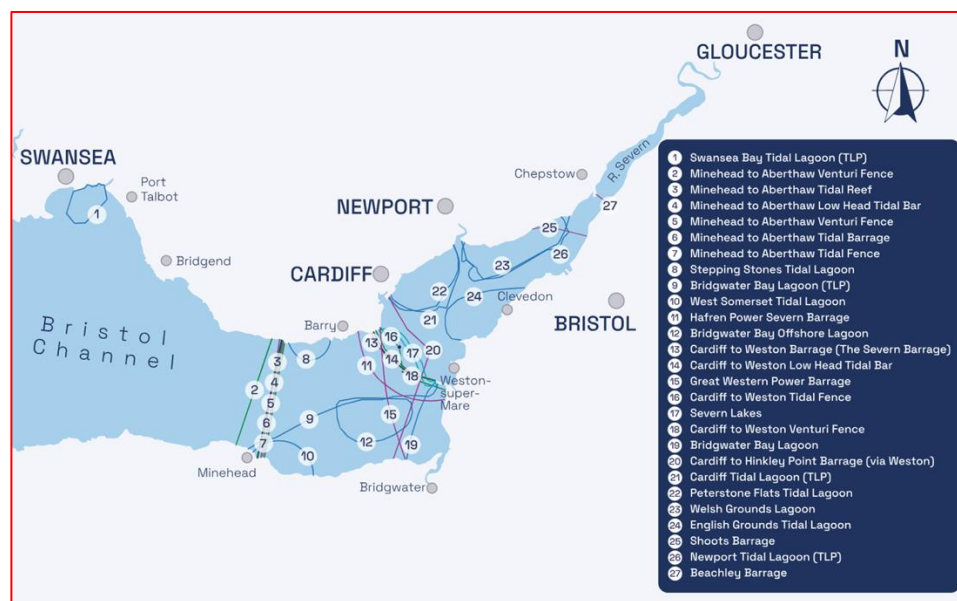 GLOUCESTER
N
SWANSEA
Port
Talbot
1
Bridgend
Chepstow
R. Severn
NEWPORT
27
25
26
23
22
24
CARDIFF
21
Clevedon
BRISTOL
Bristol
Channel
Barry
16
13
20
17
14
3
8
11
18
Weston-
super-
Mare
4
2
5
15
9
6
7
12
19
10
Minehead
Bridgwater
1 Swansea Bay Tidal Lagoon (TLP)
2 Minehead to Aberthaw Venturi Fence
3 Minehead to Aberthaw Tidal Reef
4 Minehead to Aberthaw Low Head Tidal Bar
5 Minehead to Aberthaw Venturi Fence
6 Minehead to Aberthaw Tidal Barrage
7 Minehead to Aberthaw Tidal Fence
8 Stepping Stones Tidal Lagoon
9 Bridgwater Bay Lagoon (TLP)
10 West Somerset Tidal Lagoon
11 Hafren Power Severn Barrage
12 Bridgwater Bay Offshore Lagoon
13 Cardiff to Weston Barrage (The Severn Barrage)
14 Cardiff to Weston Low Head Tidal Bar
15 Great Western Power Barrage
16 Cardiff to Weston Tidal Fence
17 Severn Lakes
18 Cardiff to Weston Venturi Fence
19 Bridgwater Bay Lagoon
20 Cardiff to Hinkley Point Barrage (via Weston)
21 Cardiff Tidal Lagoon (TLP)
22 Peterstone Flats Tidal Lagoon
23 Welsh Grounds Lagoon
24 English Grounds Tidal Lagoon
25 Shoots Barrage
26 Newport Tidal Lagoon (TLP)
27 Beachley Barrage